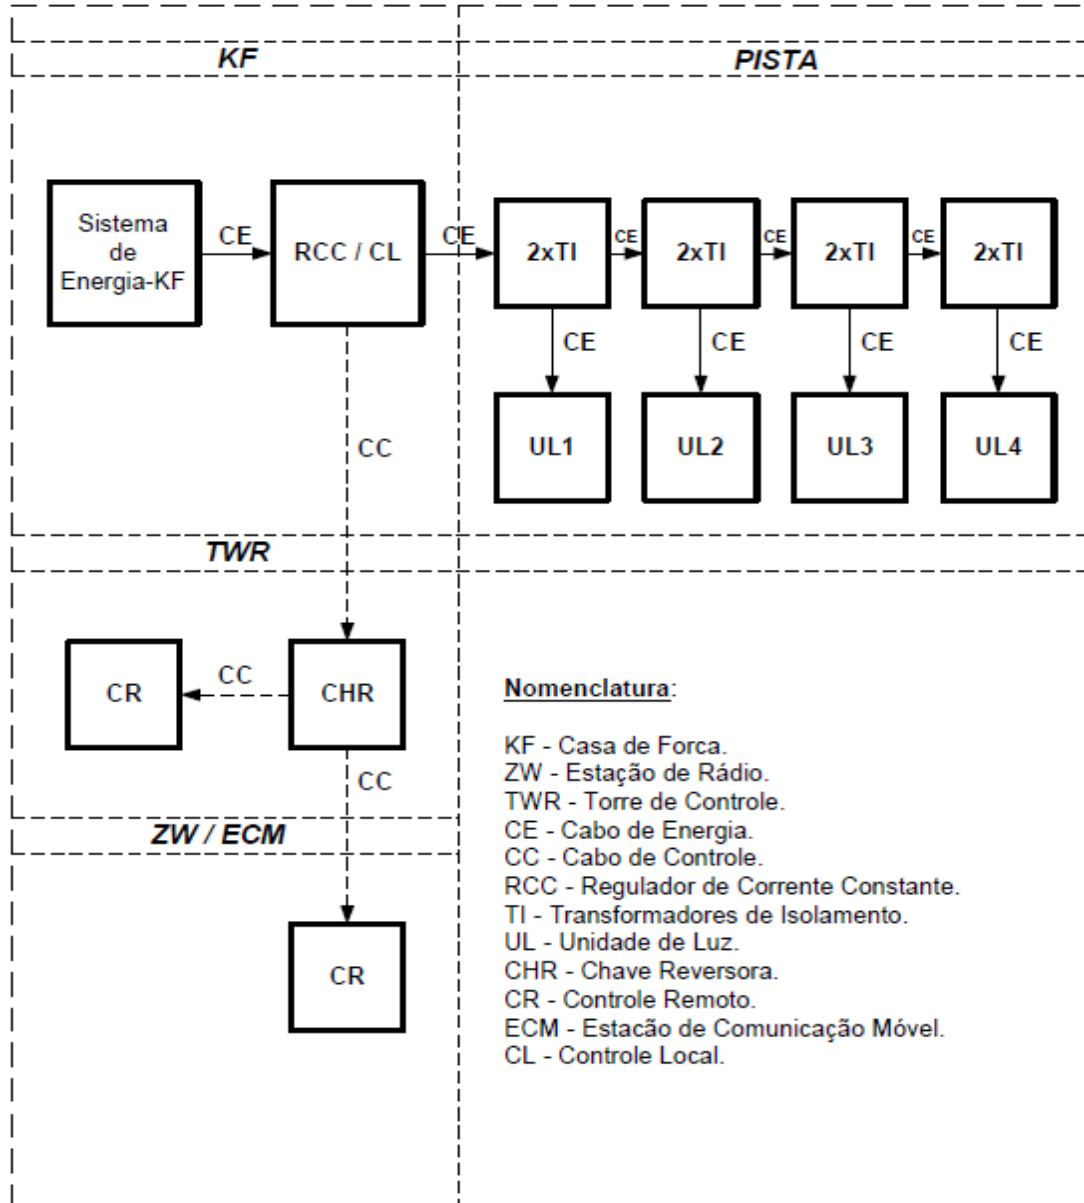 KF
PISTA
Sistema
de
Energia-KF
CE
RCC / CL
CE
2xTI
CE
2xTI
CE
2xTI
CE
2xTI
CE
CE
CE
CE
UL1
UL2
UL3
UL4
CC
TWR
CR
CC
CHR
CC
ZW / ECM
CR
Nomenclatura:
KF - Casa de Forca.
ZW - Estação de Rádio.
TWR - Torre de Controle.
CE - Cabo de Energia.
CC - Cabo de Controle.
RCC - Regulador de Corrente Constante.
TI - Transformadores de Isolamento.
UL - Unidade de Luz.
CHR - Chave Reversora.
CR - Controle Remoto.
ECM - Estacão de Comunicação Móvel.
CL - Controle Local.